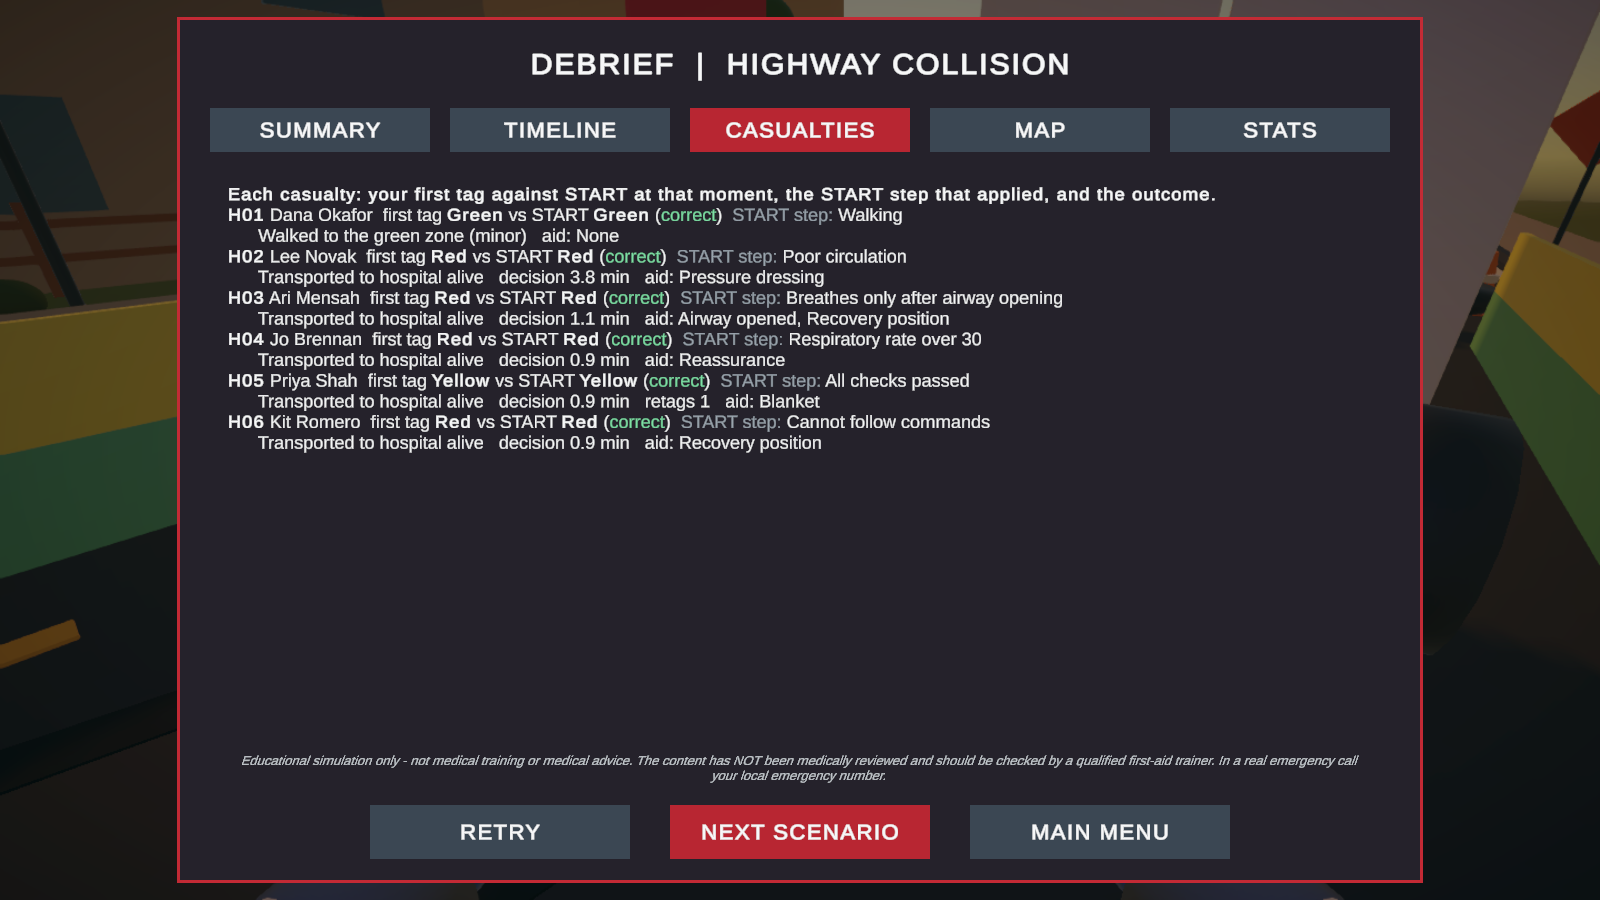 DEBRIEF | HIGHWAY COLLISION
SUMMARY
TIMELINE
CASUALTIES
MAP
STATS
Each casualty: your first tag against START at that moment, the START step that applied, and the outcome.
H01 Dana Okafor first tag Green vs START Green (correct) START step: Walking
Walked to the green zone (minor) aid: None
H02 Lee Novak first tag Red vs START Red (correct) START step: Poor circulation
Transported to hospital alive decision 3.8 min aid: Pressure dressing
H03 Ari Mensah first tag Red vs START Red (correct) START step: Breathes only after airway opening
Transported to hospital alive decision 1.1 min aid: Airway opened, Recovery position
H04 Jo Brennan first tag Red vs START Red (correct) START step: Respiratory rate over 30
Transported to hospital alive decision 0.9 min aid: Reassurance
H05 Priya Shah first tag Yellow vs START Yellow (correct) START step: All checks passed
Transported to hospital alive decision 0.9 min retags 1 aid: Blanket
H06 Kit Romero first tag Red vs START Red (correct) START step: Cannot follow commands
Transported to hospital alive decision 0.9 min aid: Recovery position
Educational simulation only - not medical training or medical advice. The content has NOT been medically reviewed and should be checked by a qualified first-aid trainer. In a real emergency call
your local emergency number.
RETRY
NEXT SCENARIO
MAIN MENU